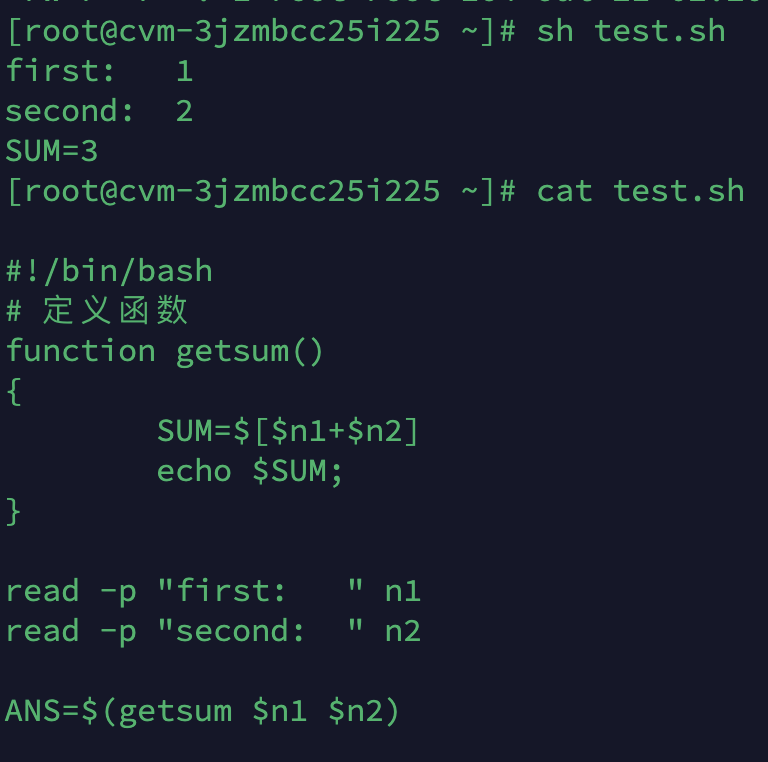 [root@cvm-3jzmbcc25i225 ~]# sh test.sh
first:   1
second:  2
SUM=3
[root@cvm-3jzmbcc25i225 ~]# cat test.sh
#!/bin/bash
# 定义函数
function getsum()
{
        SUM=$[$n1+$n2]
        echo $SUM;
}
read -p "first:   " n1
read -p "second:  " n2
ANS=$(getsum $n1 $n2)